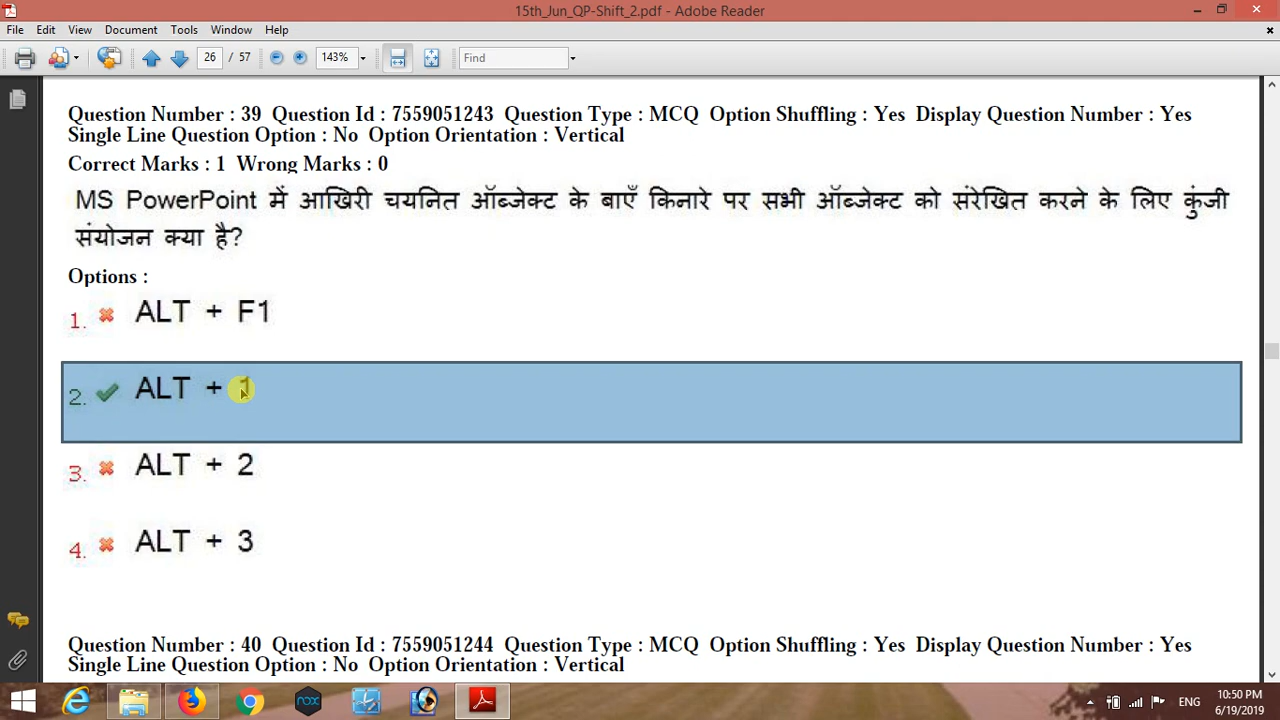 15th_Jun_QP-Shift_2.pdf - Adobe Reader
File Edit View Document Tools Window Help
26 / 57 143% Find
Question Number : 39 Question Id : 7559051243 Question Type : MCQ Option Shuffling : Yes Display Question Number : Yes
Single Line Question Option : No Option Orientation : Vertical
Correct Marks : 1 Wrong Marks : 0
MS PowerPoint में आखिरी चयनित ऑब्जेक्ट के बाएँ किनारे पर सभी ऑब्जेक्ट को संरेखित करने के लिए कुंजी
संयोजन क्या है?
Options :
1. ALT + F1
2. ALT + 1
3. ALT + 2
4. ALT + 3
Question Number : 40 Question Id : 7559051244 Question Type : MCQ Option Shuffling : Yes Display Question Number : Yes
Single Line Question Option : No Option Orientation : Vertical
nox
ENG
10:50 PM
6/19/2019